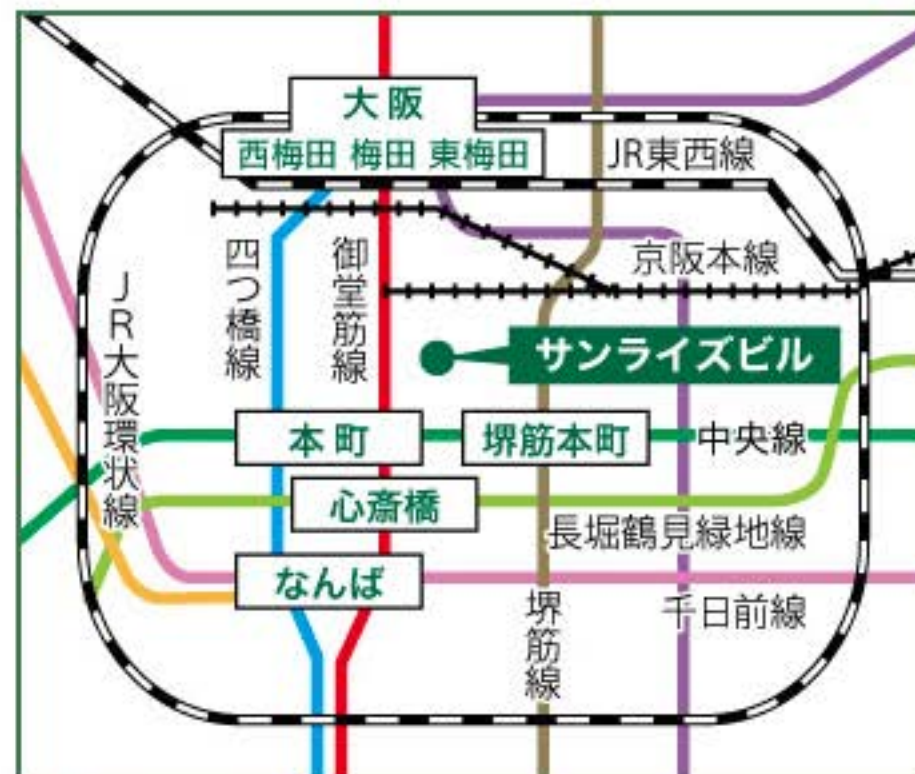 大阪
西梅田 梅田 東梅田
JR東西線
京阪本線
四つ橋線
御堂筋線
JR大阪環状線
サンライズビル
本町
堺筋本町
中央線
心斎橋
長堀鶴見緑地線
なんば
千日前線
堺筋線